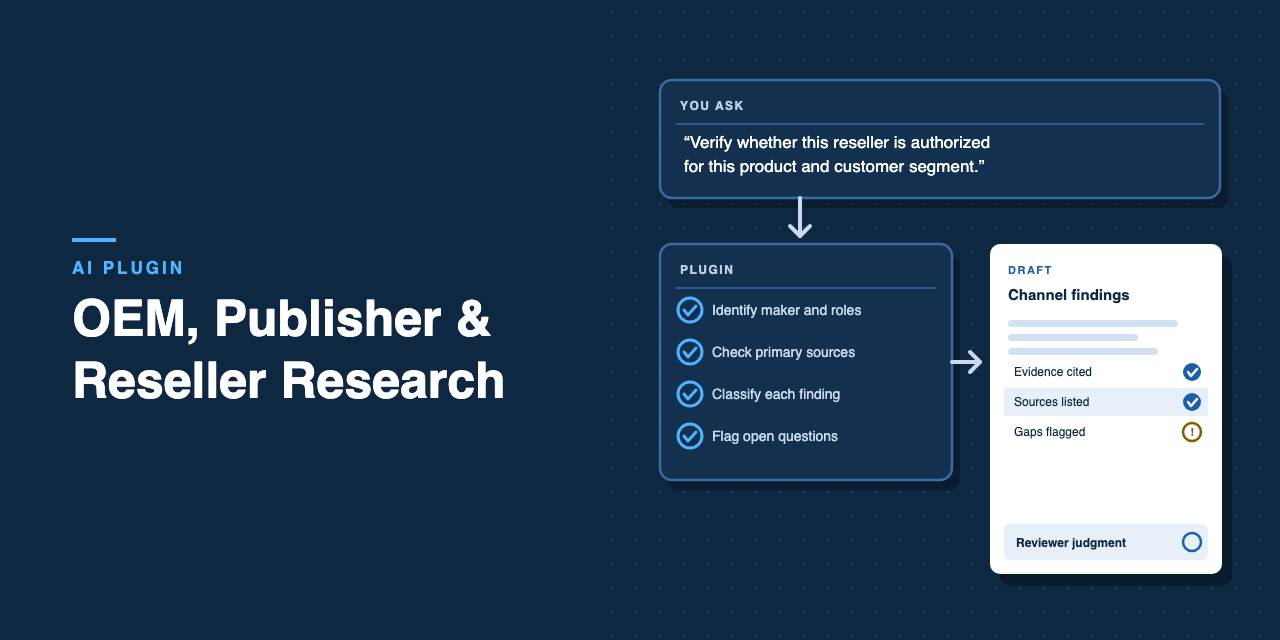 AI PLUGIN
OEM, Publisher &
Reseller Research
YOU ASK
“Verify whether this reseller is authorized
for this product and customer segment.”
PLUGIN
Identify maker and roles
Check primary sources
Classify each finding
Flag open questions
DRAFT
Channel findings
Evidence cited
Sources listed
Gaps flagged
!
Reviewer judgment